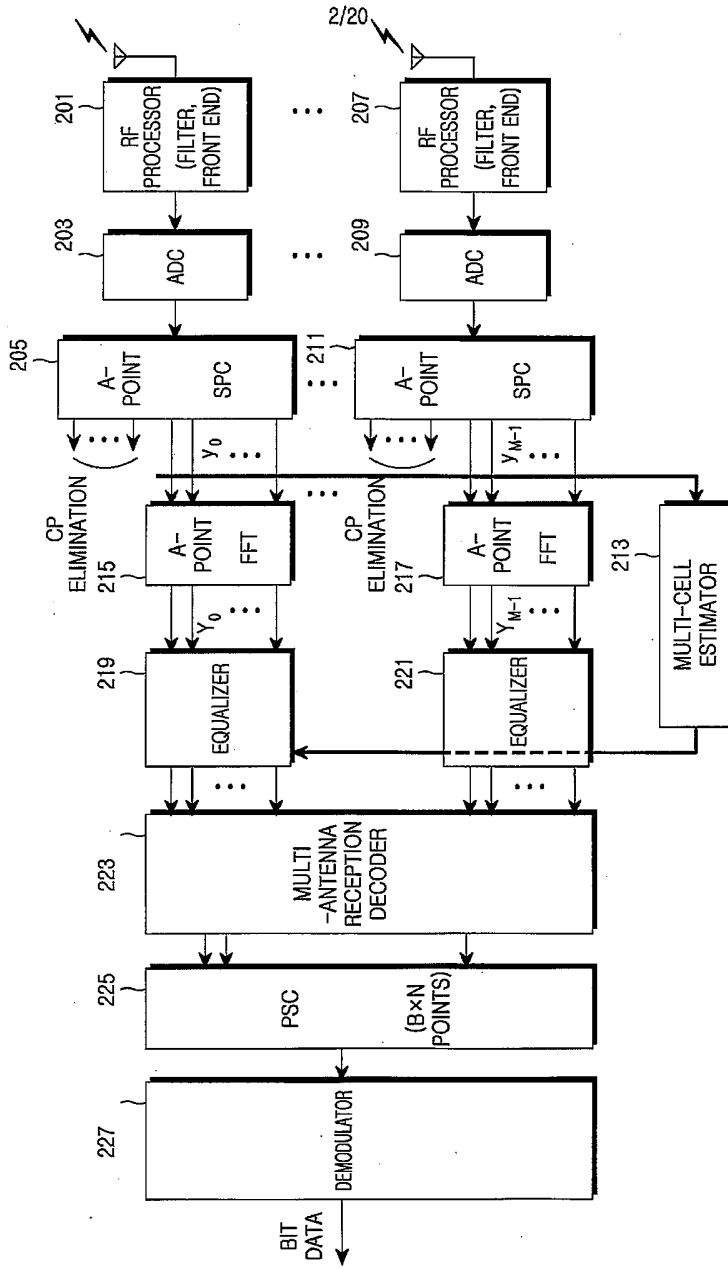 2/20
201
RF
PROCESSOR
(FILTER,
FRONT END)
203
ADC
205
A-
POINT
SPC
CP
ELIMINATION
y0
215
A-
POINT
FFT
Y0
219
EQUALIZER
207
RF
PROCESSOR
(FILTER,
FRONT END)
209
ADC
211
A-
POINT
SPC
CP
ELIMINATION
yM-1
217
A-
POINT
FFT
YM-1
221
EQUALIZER
213
MULTI-CELL
ESTIMATOR
223
MULTI
-ANTENNA
RECEPTION
DECODER
225
PSC
(B×N
POINTS)
227
DEMODULATOR
BIT
DATA